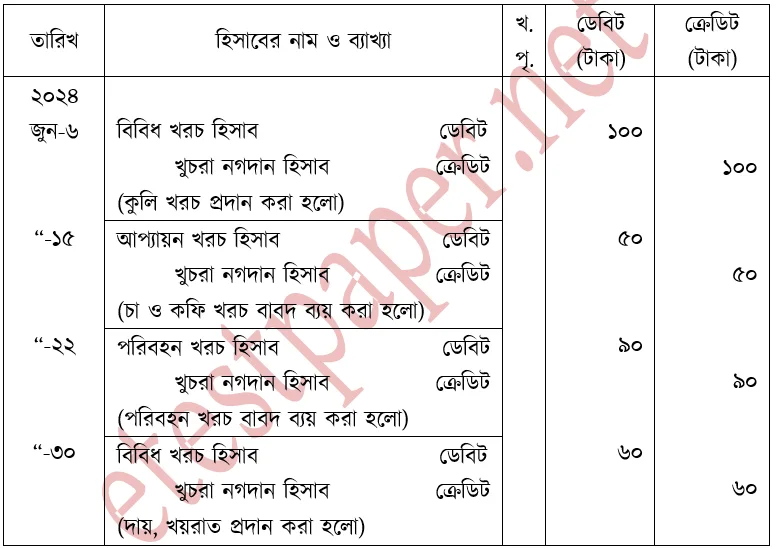 তারিখ হিসাবের নাম ও ব্যাখ্যা খ. পৃ. ডেবিট (টাকা) ক্রেডিট (টাকা)
২০২৪
জুন-৬ বিবিধ খরচ হিসাব ডেবিট ১০০
খুচরা নগদান হিসাব ক্রেডিট ১০০
(কুলি খরচ প্রদান করা হলো)
“-১৫ আপ্যায়ন খরচ হিসাব ডেবিট ৫০
খুচরা নগদান হিসাব ক্রেডিট ৫০
(চা ও কফি খরচ বাবদ ব্যয় করা হলো)
“-২২ পরিবহন খরচ হিসাব ডেবিট ৯০
খুচরা নগদান হিসাব ক্রেডিট ৯০
(পরিবহন খরচ বাবদ ব্যয় করা হলো)
“-৩০ বিবিধ খরচ হিসাব ডেবিট ৬০
খুচরা নগদান হিসাব ক্রেডিট ৬০
(দায়, খয়রাত প্রদান করা হলো)
etestpaper.net